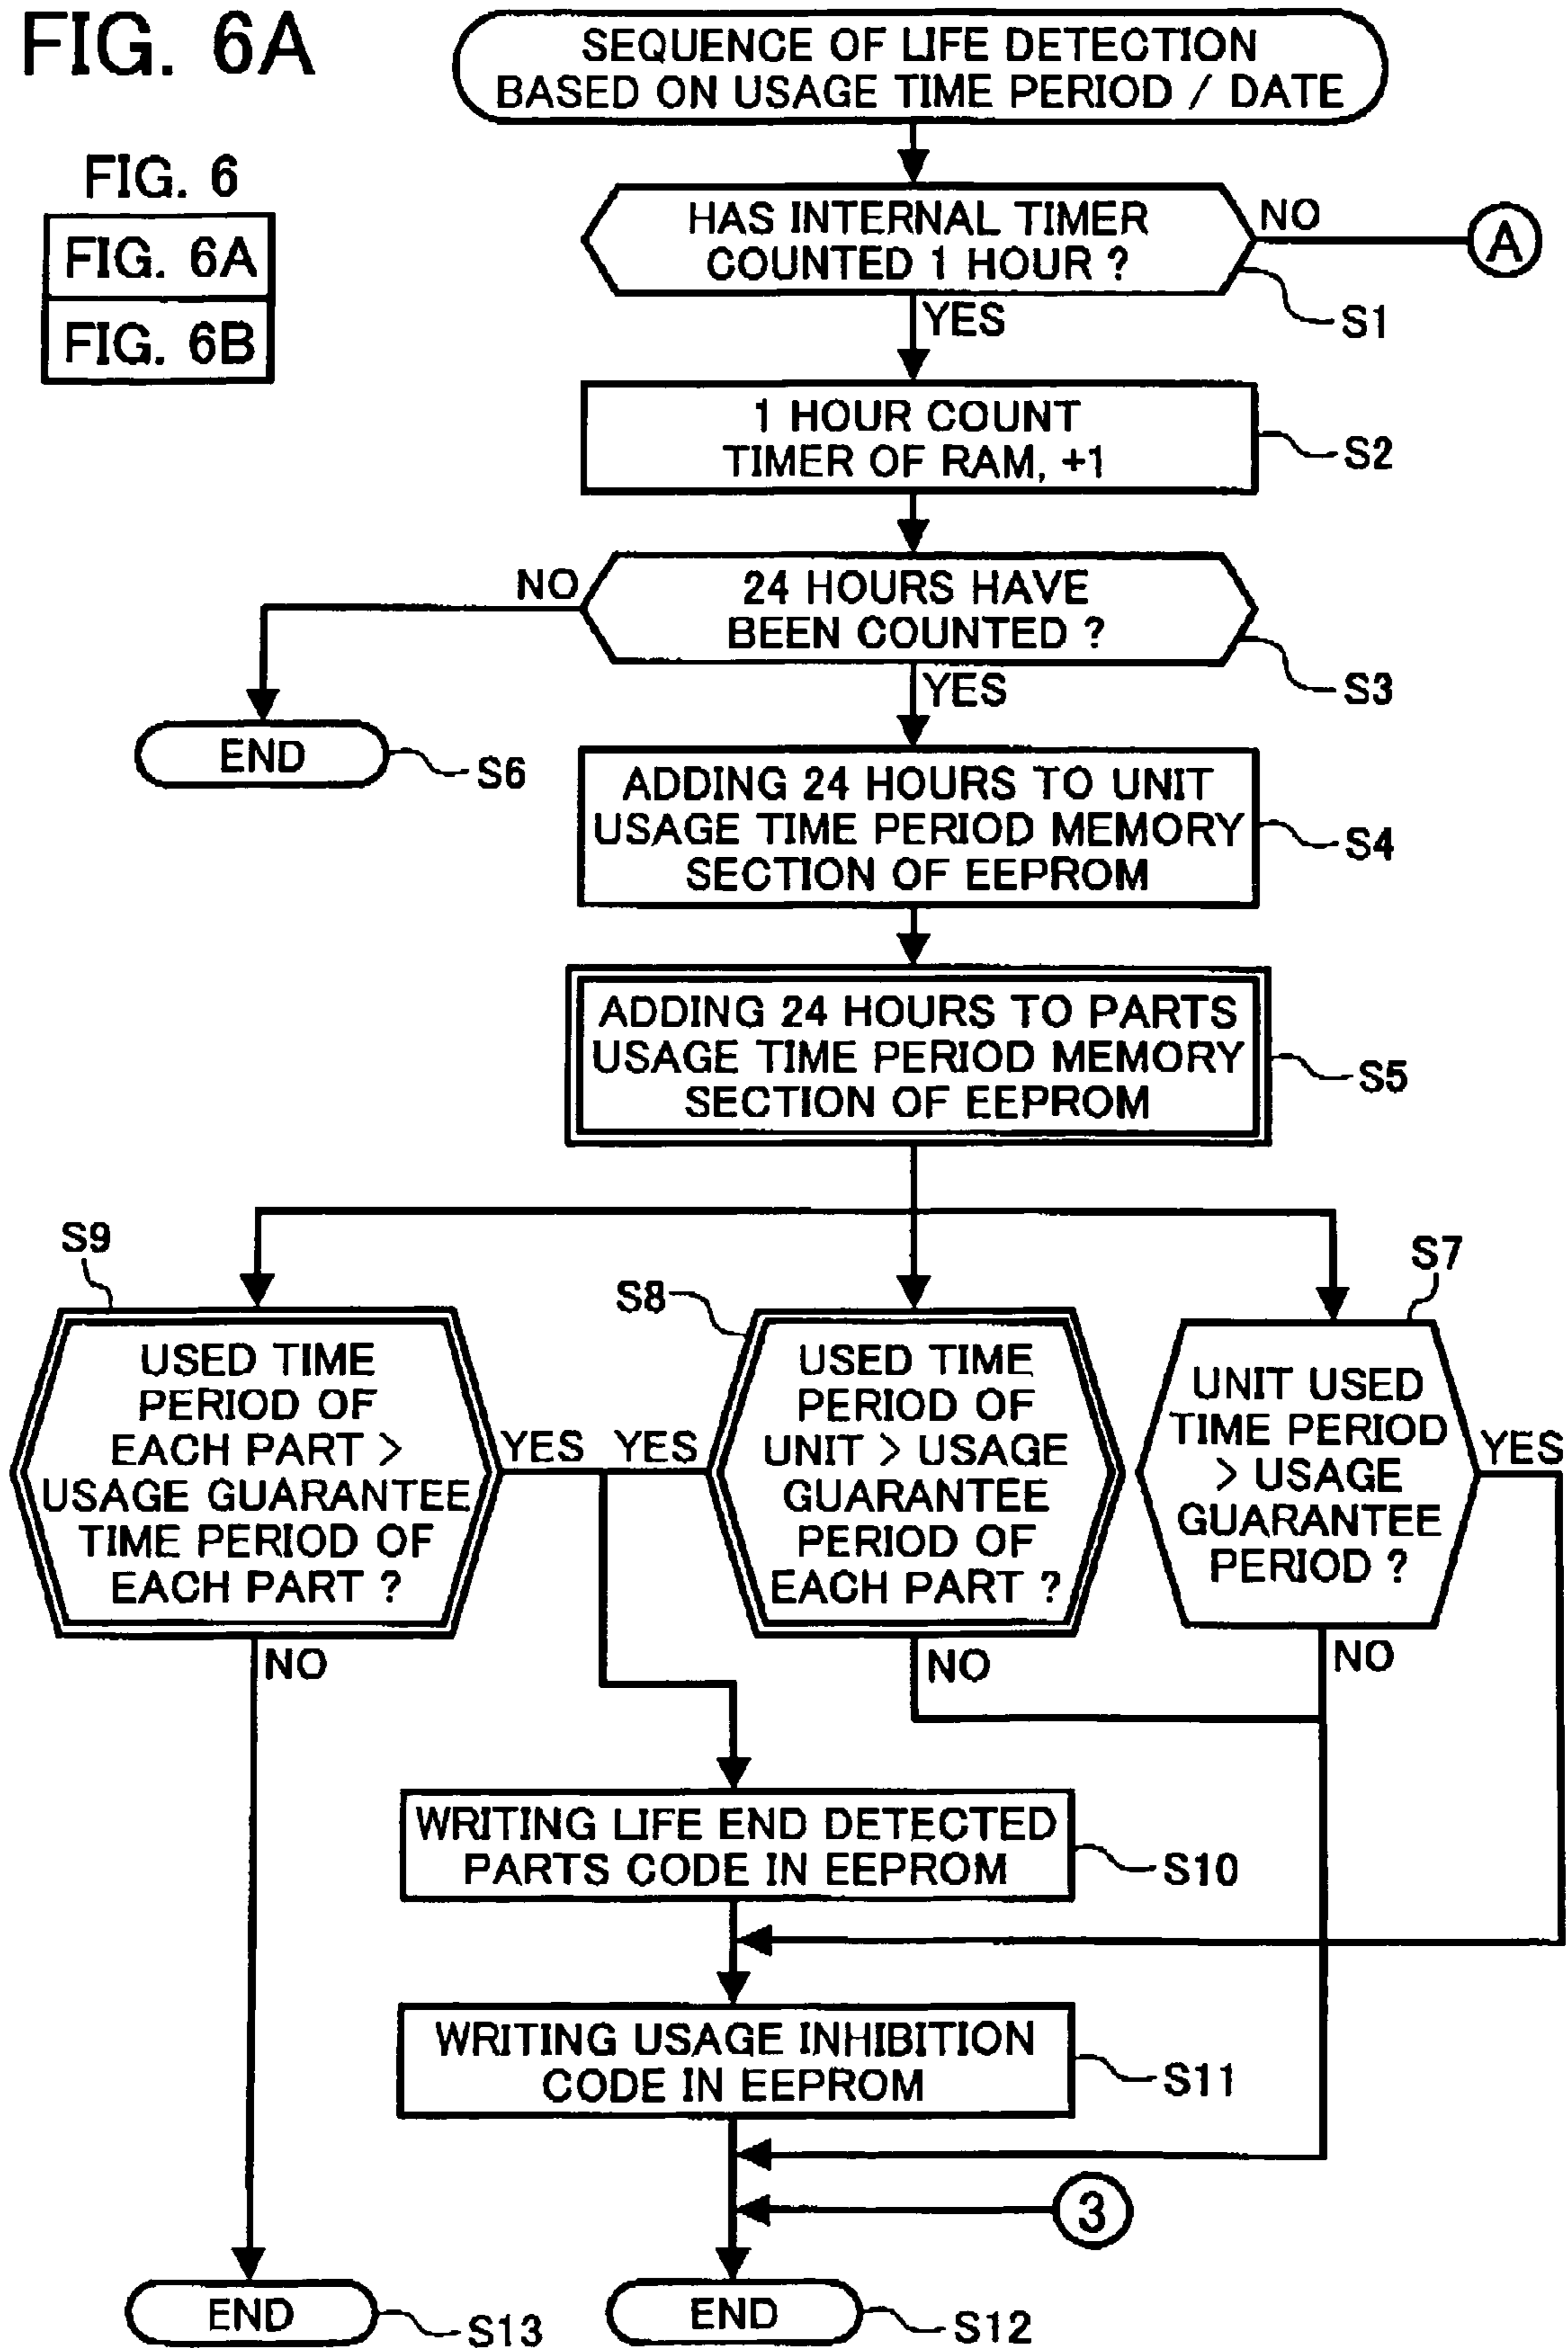 FIG. 6A
SEQUENCE OF LIFE DETECTION
BASED ON USAGE TIME PERIOD / DATE
FIG. 6
FIG. 6A
FIG. 6B
HAS INTERNAL TIMER
COUNTED 1 HOUR ?
NO
A
S1
YES
1 HOUR COUNT
TIMER OF RAM, +1
S2
24 HOURS HAVE
BEEN COUNTED ?
NO
S3
YES
END
S6
ADDING 24 HOURS TO UNIT
USAGE TIME PERIOD MEMORY
SECTION OF EEPROM
S4
ADDING 24 HOURS TO PARTS
USAGE TIME PERIOD MEMORY
SECTION OF EEPROM
S5
S9
USED TIME
PERIOD OF
EACH PART >
USAGE GUARANTEE
TIME PERIOD OF
EACH PART ?
YES
NO
S8
USED TIME
PERIOD OF
UNIT > USAGE
GUARANTEE
PERIOD OF
EACH PART ?
YES
NO
S7
UNIT USED
TIME PERIOD
> USAGE
GUARANTEE
PERIOD ?
YES
NO
WRITING LIFE END DETECTED
PARTS CODE IN EEPROM
S10
WRITING USAGE INHIBITION
CODE IN EEPROM
S11
3
END
S13
END
S12